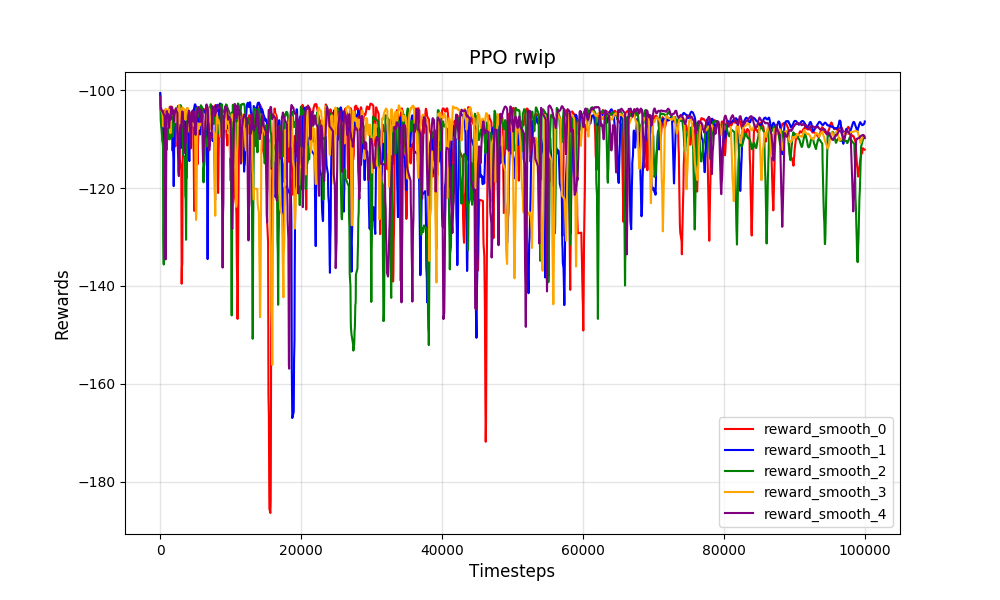 PPO rwip
Rewards
−100
−120
−140
−160
−180
0
20000
40000
60000
80000
100000
Timesteps
reward_smooth_0
reward_smooth_1
reward_smooth_2
reward_smooth_3
reward_smooth_4